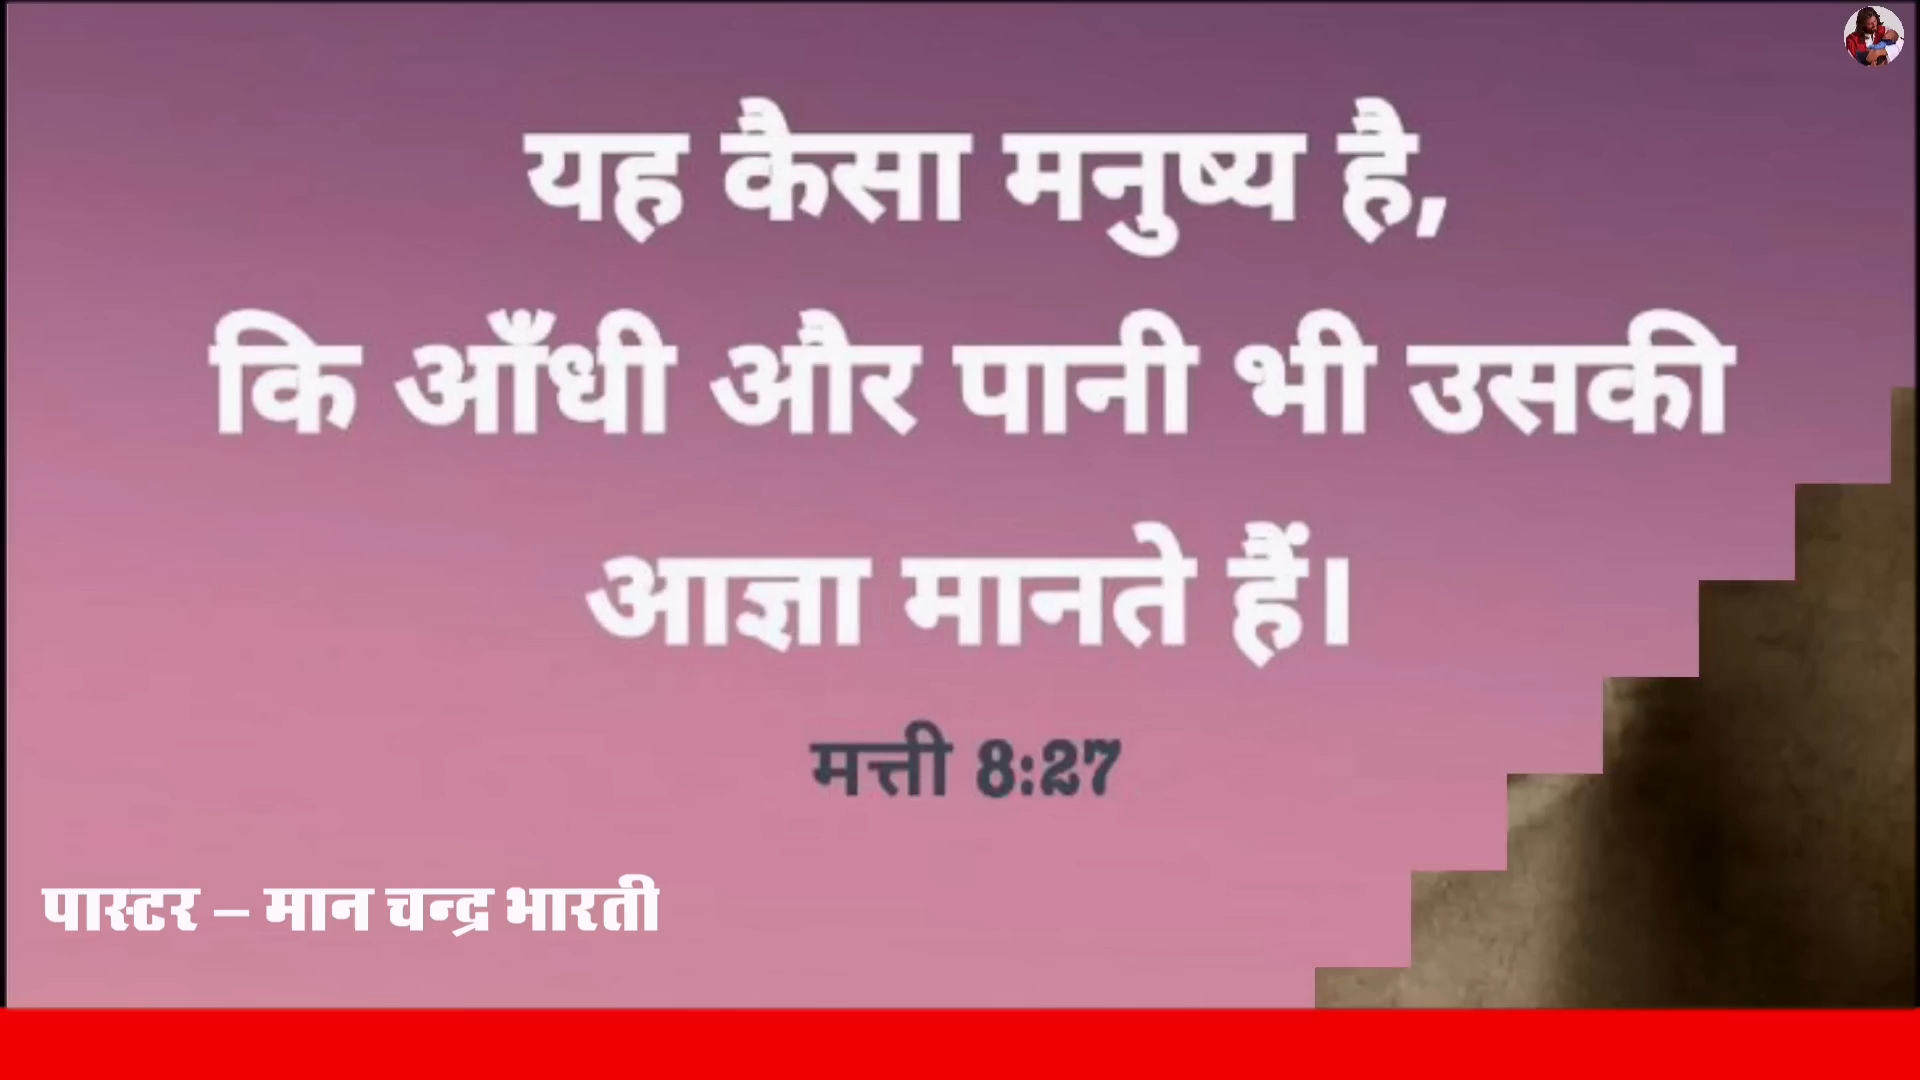 यह कैसा मनुष्य है,
कि आँधी और पानी भी उसकी
आज्ञा मानते हैं।
मत्ती 8:27
पास्टर – मान चन्द्र भारती